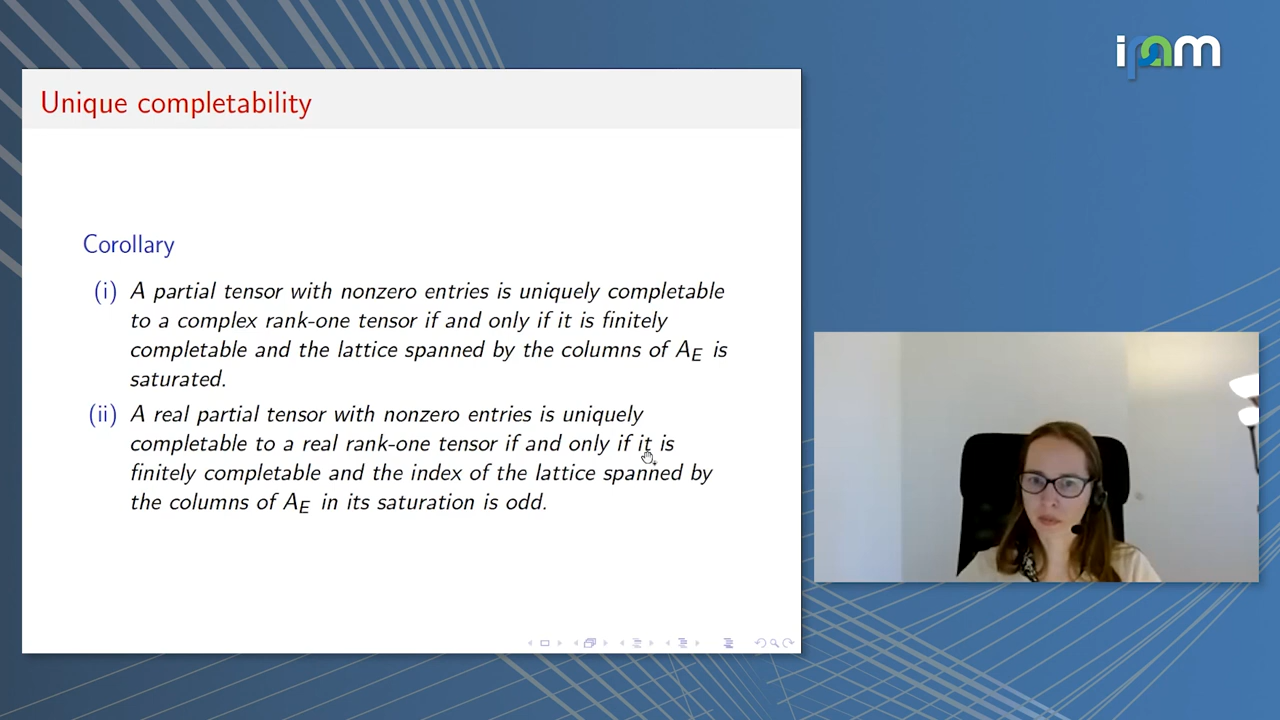 ipam
Unique completability
Corollary
(i) A partial tensor with nonzero entries is uniquely completable
to a complex rank-one tensor if and only if it is finitely
completable and the lattice spanned by the columns of A_E is
saturated.
(ii) A real partial tensor with nonzero entries is uniquely
completable to a real rank-one tensor if and only if it is
finitely completable and the index of the lattice spanned by
the columns of A_E in its saturation is odd.